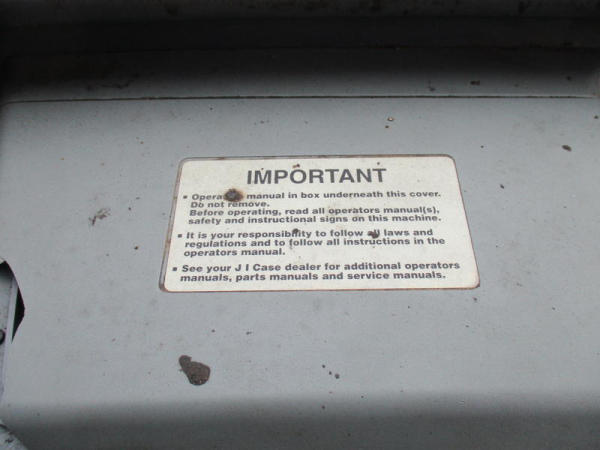 IMPORTANT
▪ Operators manual in box underneath this cover.
Do not remove.
Before operating, read all operators manual(s),
safety and instructional signs on this machine.
▪ It is your responsibility to follow all laws and
regulations and to follow all instructions in the
operators manual.
▪ See your J I Case dealer for additional operators
manuals, parts manuals and service manuals.